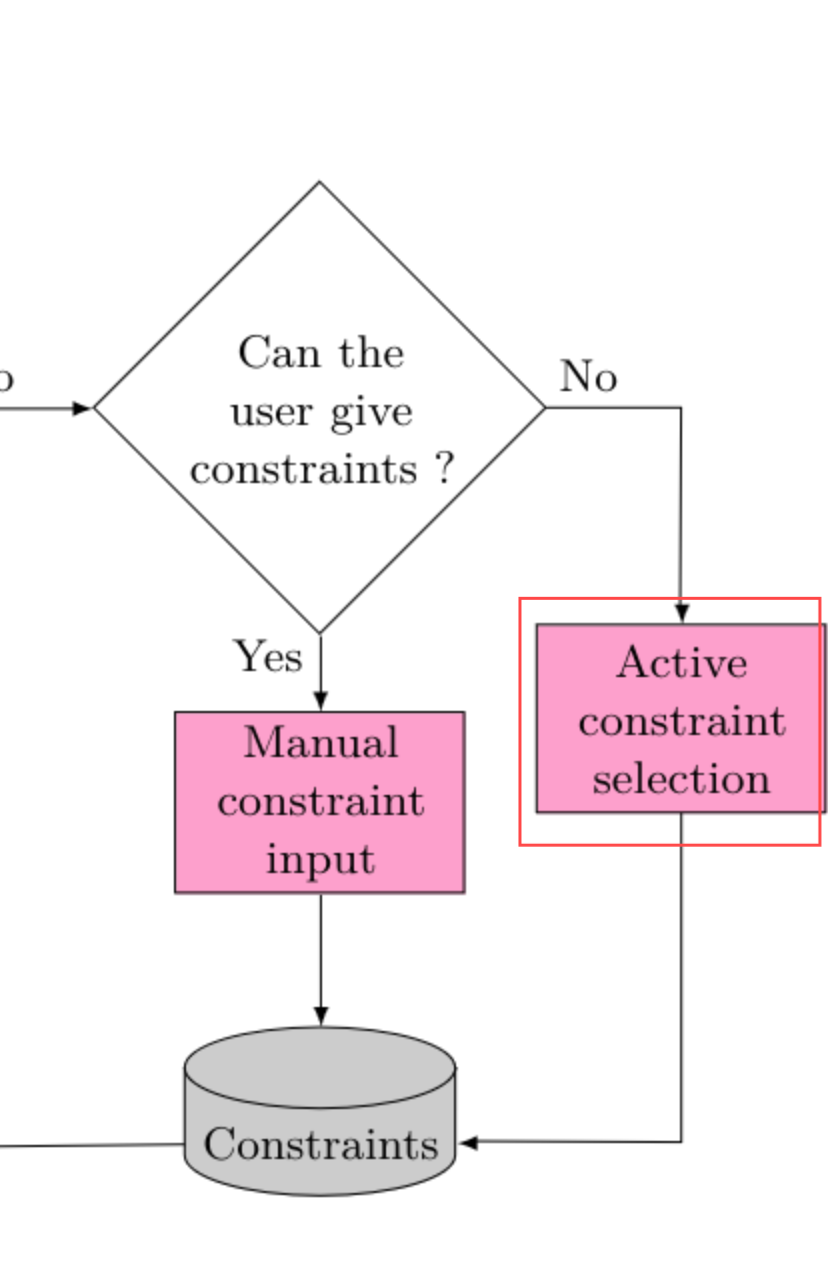 Can the
user give
constraints ?
No
Yes
Manual
constraint
input
Active
constraint
selection
Constraints